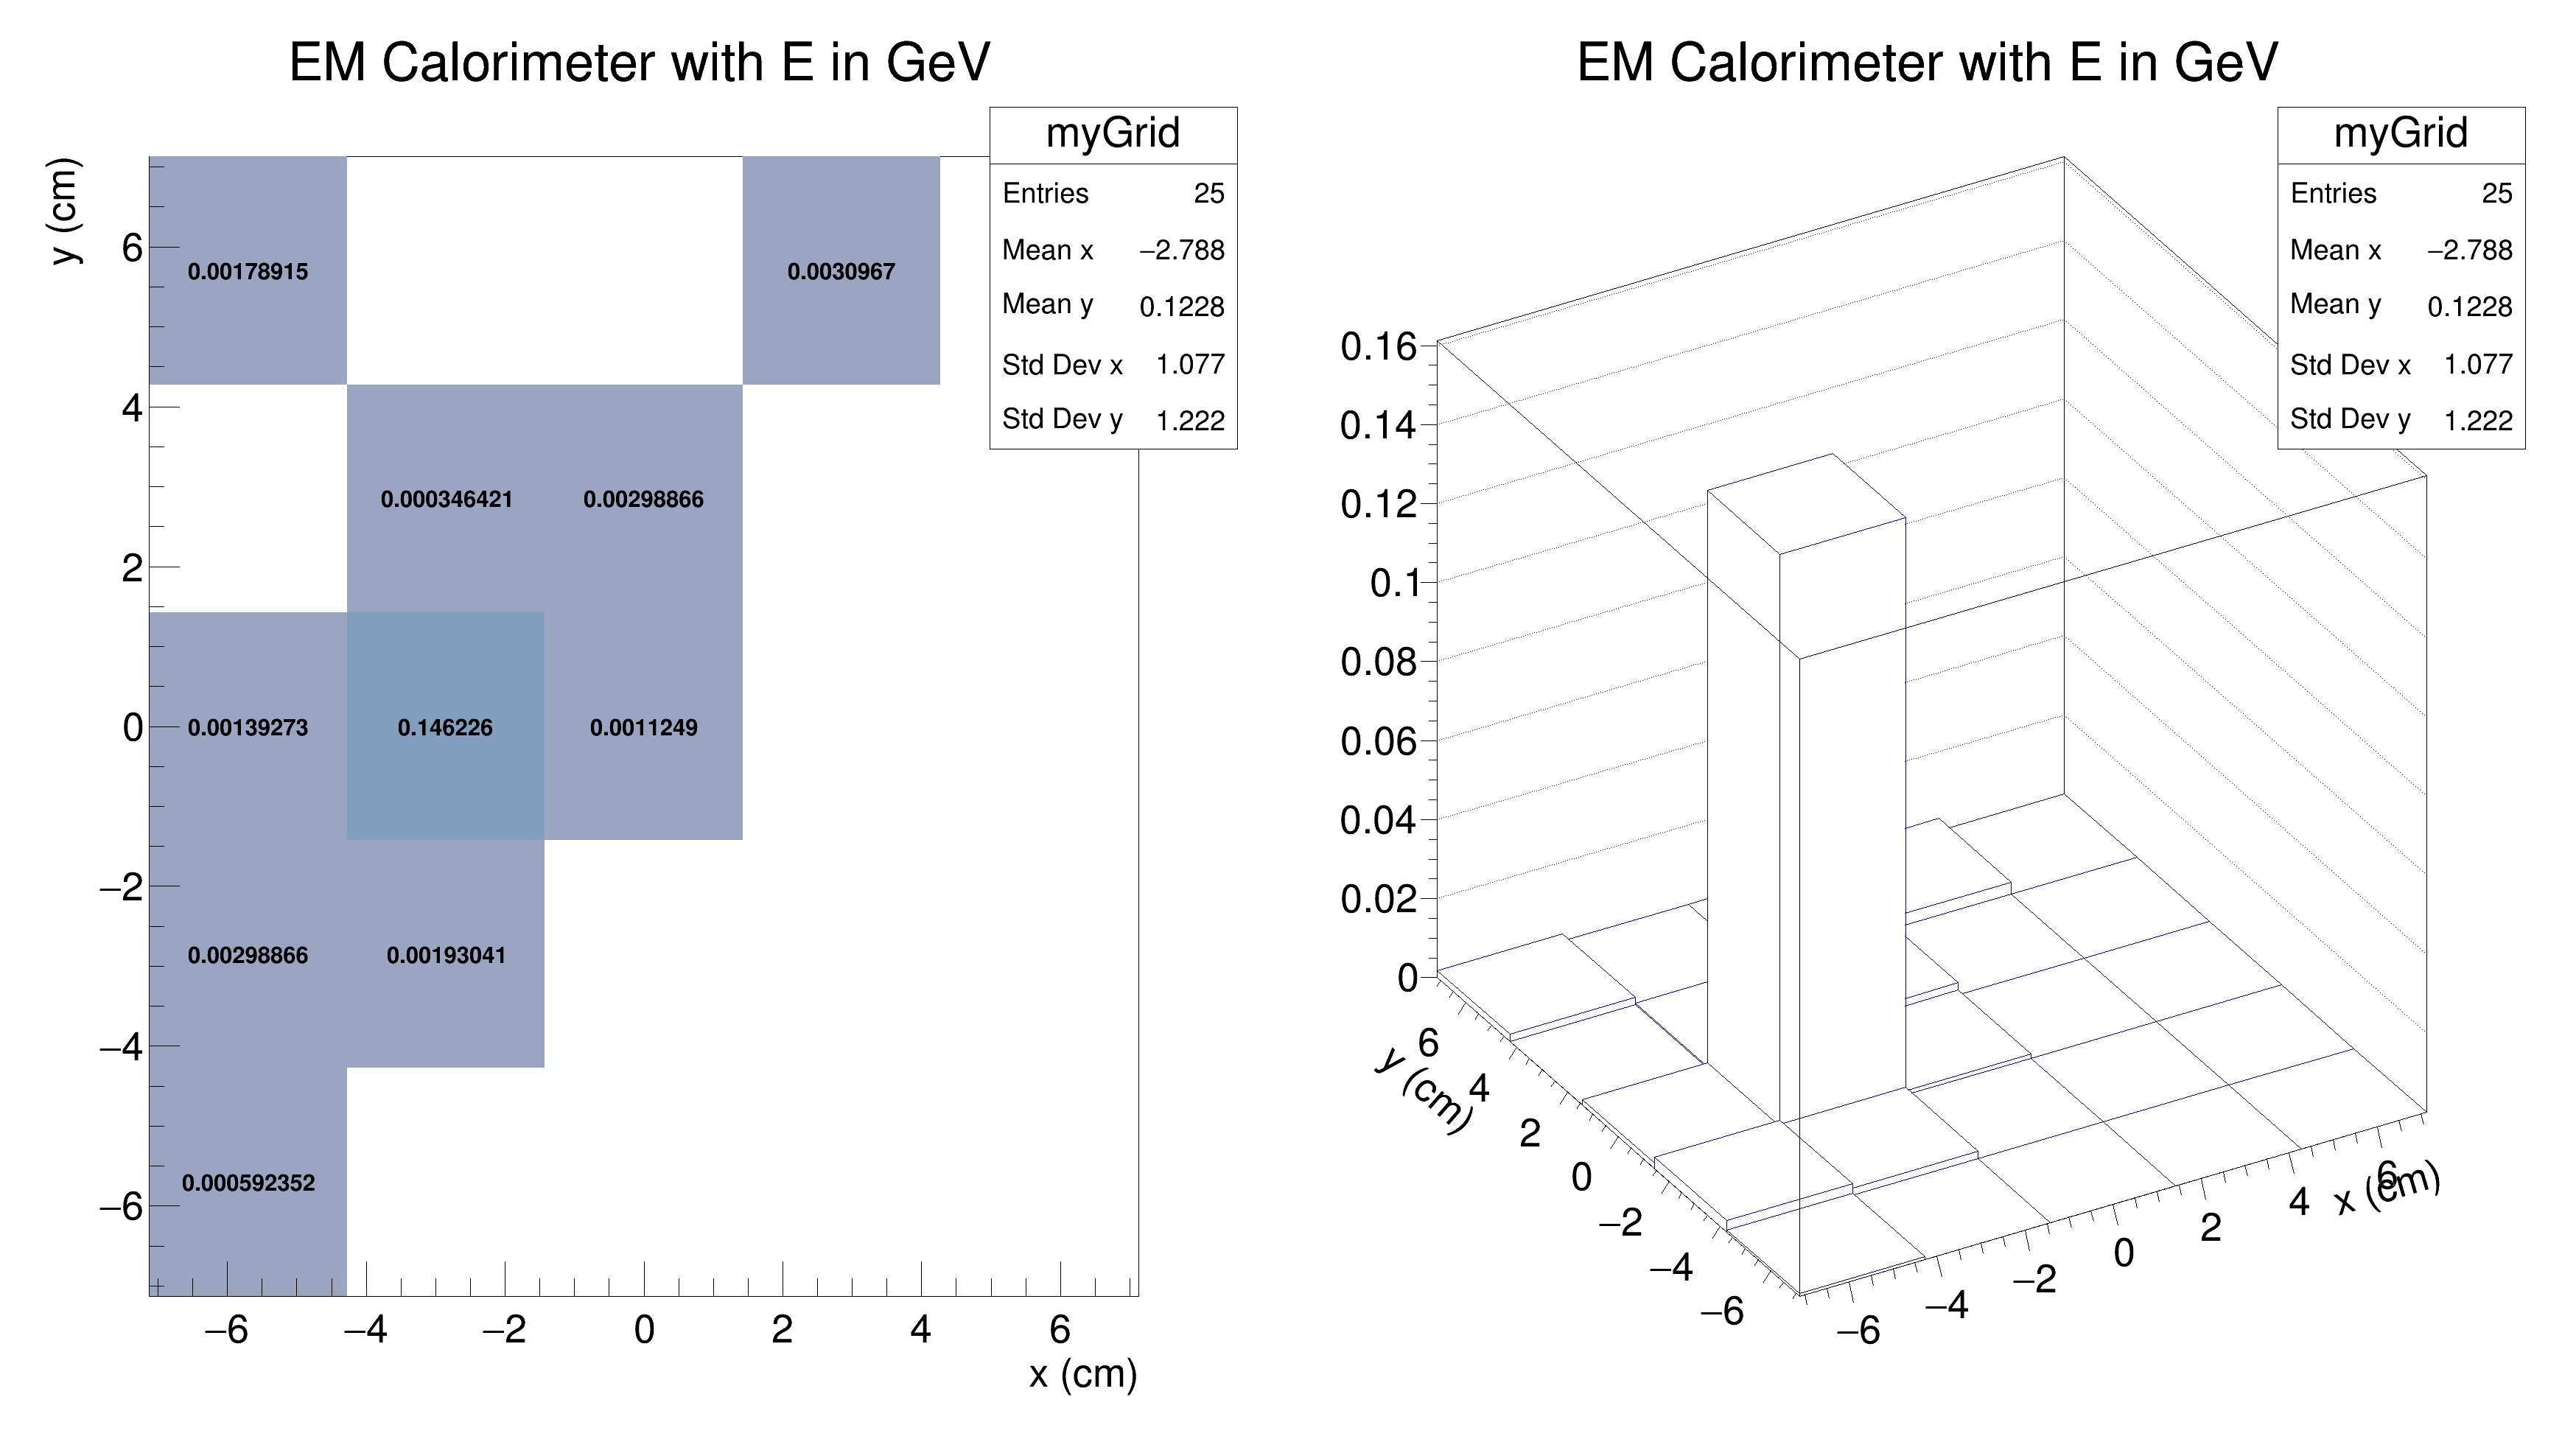 EM Calorimeter with E in GeV
myGrid
Entries 25
Mean x −2.788
Mean y 0.1228
Std Dev x 1.077
Std Dev y 1.222
y (cm)
6
4
2
0
−2
−4
−6
0.00178915 0.0030967
0.000346421 0.00298866
0.00139273 0.146226 0.0011249
0.00298866 0.00193041
0.000592352
−6 −4 −2 0 2 4 6
x (cm)
EM Calorimeter with E in GeV
myGrid
Entries 25
Mean x −2.788
Mean y 0.1228
Std Dev x 1.077
Std Dev y 1.222
0.16
0.14
0.12
0.1
0.08
0.06
0.04
0.02
0
y (cm)
6
4
2
0
−2
−4
−6
−6 −4 −2 0 2 4 6
x (cm)